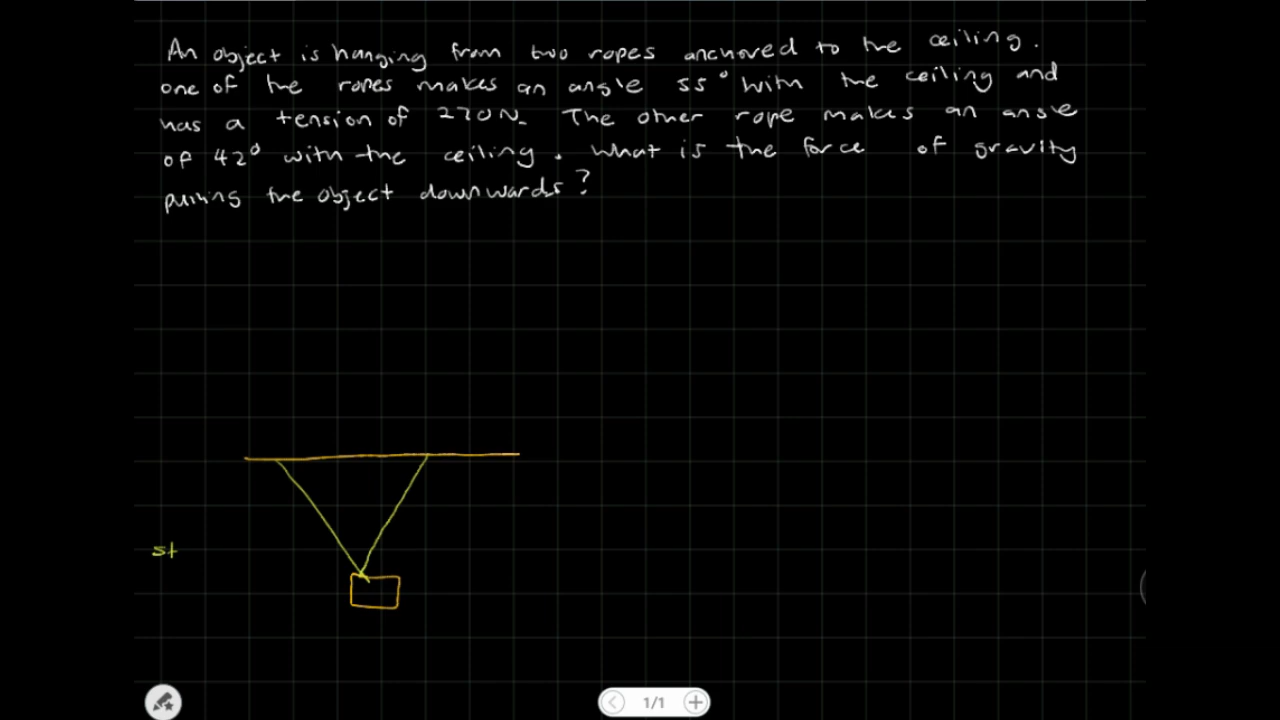 An object is hanging from two ropes anchored to the ceiling.
one of the ropes makes an angle 55° with the ceiling and
has a tension of 270N. The other rope makes an angle
of 42° with the ceiling. What is the force of gravity
pulling the object downwards?
st
1/1